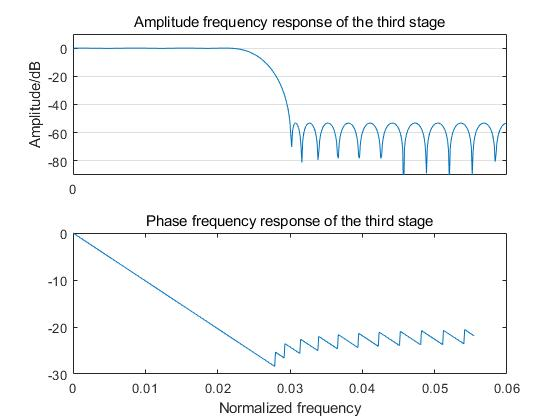 Amplitude frequency response of the third stage
0
-20
-40
-60
-80
Amplitude/dB
0
Phase frequency response of the third stage
0
-10
-20
-30
0 0.01 0.02 0.03 0.04 0.05 0.06
Normalized frequency